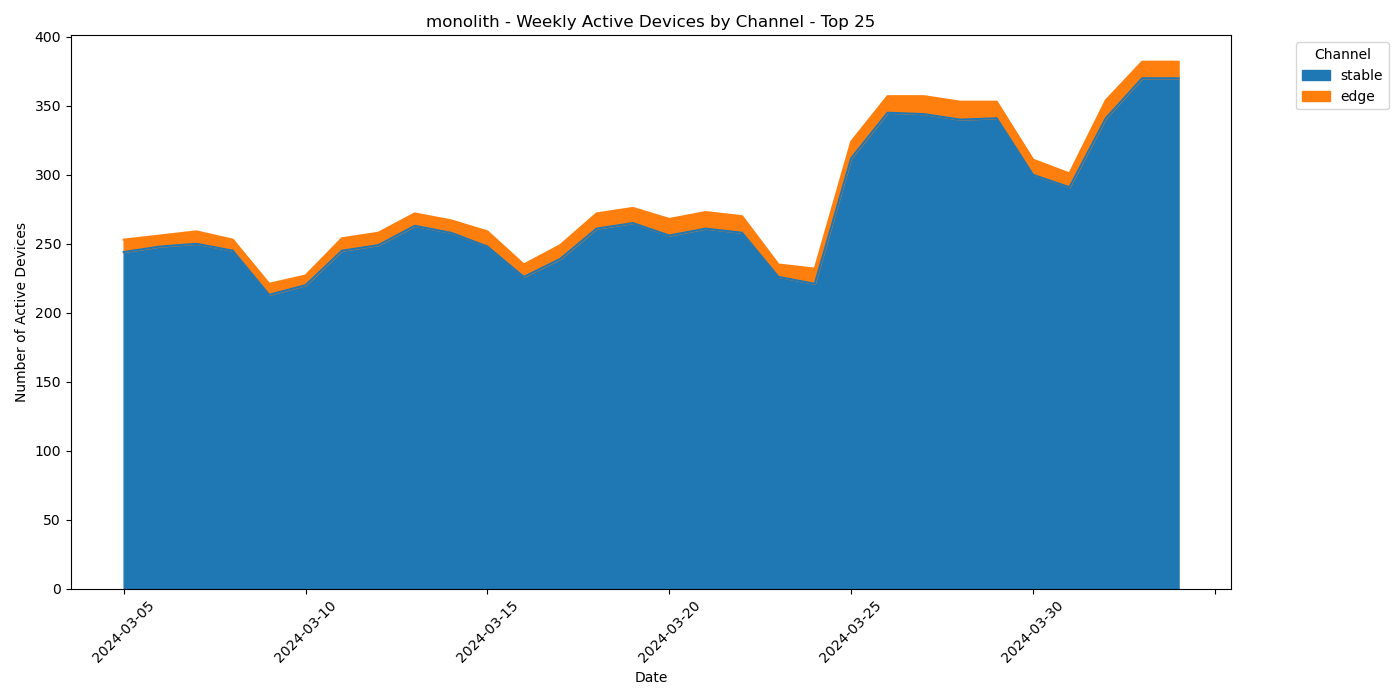 monolith - Weekly Active Devices by Channel - Top 25
Channel
stable
edge
Number of Active Devices
400
350
300
250
200
150
100
50
0
2024-03-05
2024-03-10
2024-03-15
2024-03-20
2024-03-25
2024-03-30
Date